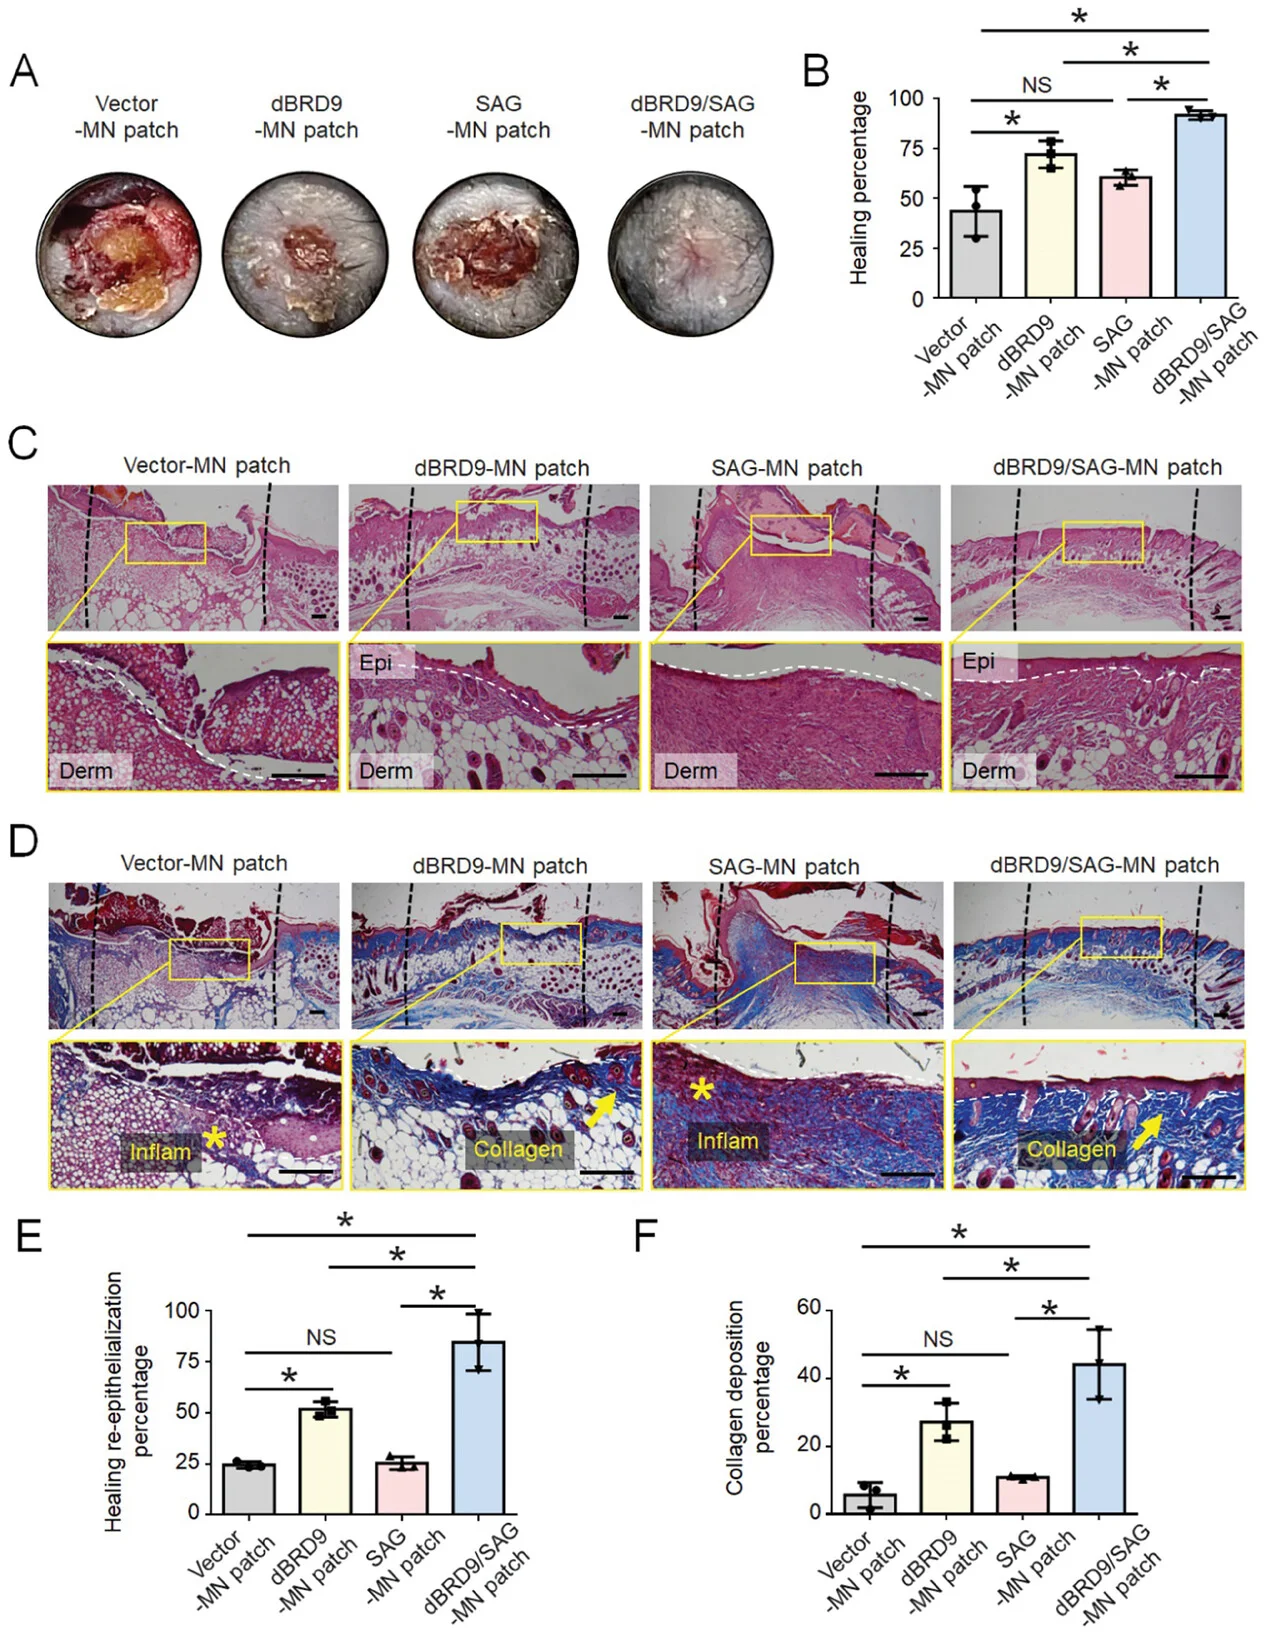 A
Vector
-MN patch
dBRD9
-MN patch
SAG
-MN patch
dBRD9/SAG
-MN patch
B
*
*
NS
*
*
Healing percentage
100
75
50
25
0
Vector
-MN patch
dBRD9
-MN patch
SAG
-MN patch
dBRD9/SAG
-MN patch
C
Vector-MN patch
dBRD9-MN patch
SAG-MN patch
dBRD9/SAG-MN patch
Epi
Epi
Derm
Derm
Derm
Derm
D
Vector-MN patch
dBRD9-MN patch
SAG-MN patch
dBRD9/SAG-MN patch
*
Inflam
Collagen
*
Inflam
Collagen
E
*
*
*
NS
*
Healing re-epithelialization
percentage
100
75
50
25
0
Vector
-MN patch
dBRD9
-MN patch
SAG
-MN patch
dBRD9/SAG
-MN patch
F
*
*
*
NS
*
Collagen deposition
percentage
60
40
20
0
Vector
-MN patch
dBRD9
-MN patch
SAG
-MN patch
dBRD9/SAG
-MN patch